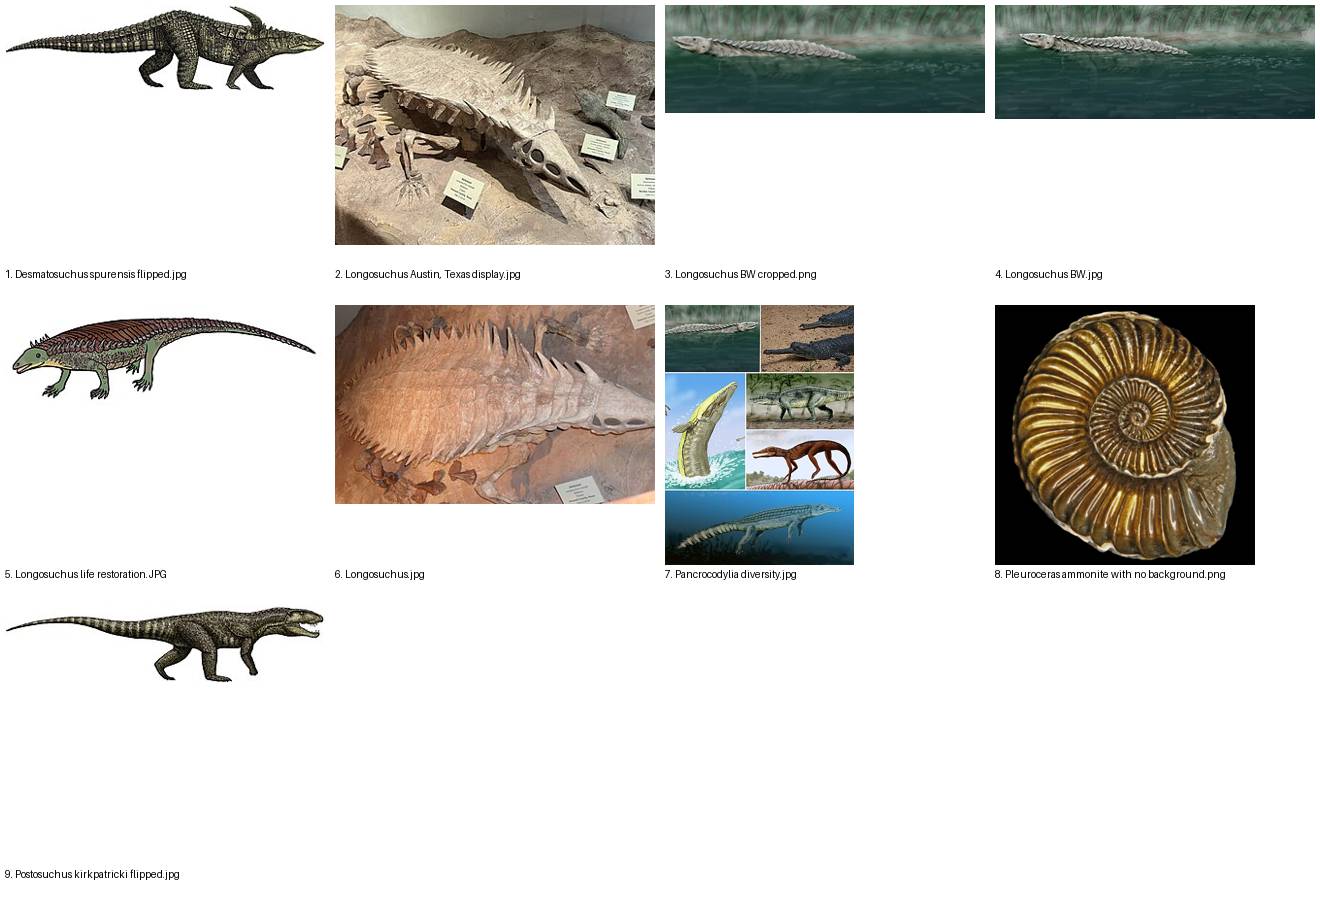 1. Desmatosuchus spurensis flipped.jpg
2. Longosuchus Austin, Texas display.jpg
3. Longosuchus BW cropped.png
4. Longosuchus BW.jpg
5. Longosuchus life restoration.JPG
6. Longosuchus.jpg
7. Pancrocodylia diversity.jpg
8. Pleuroceras ammonite with no background.png
9. Postosuchus kirkpatricki flipped.jpg